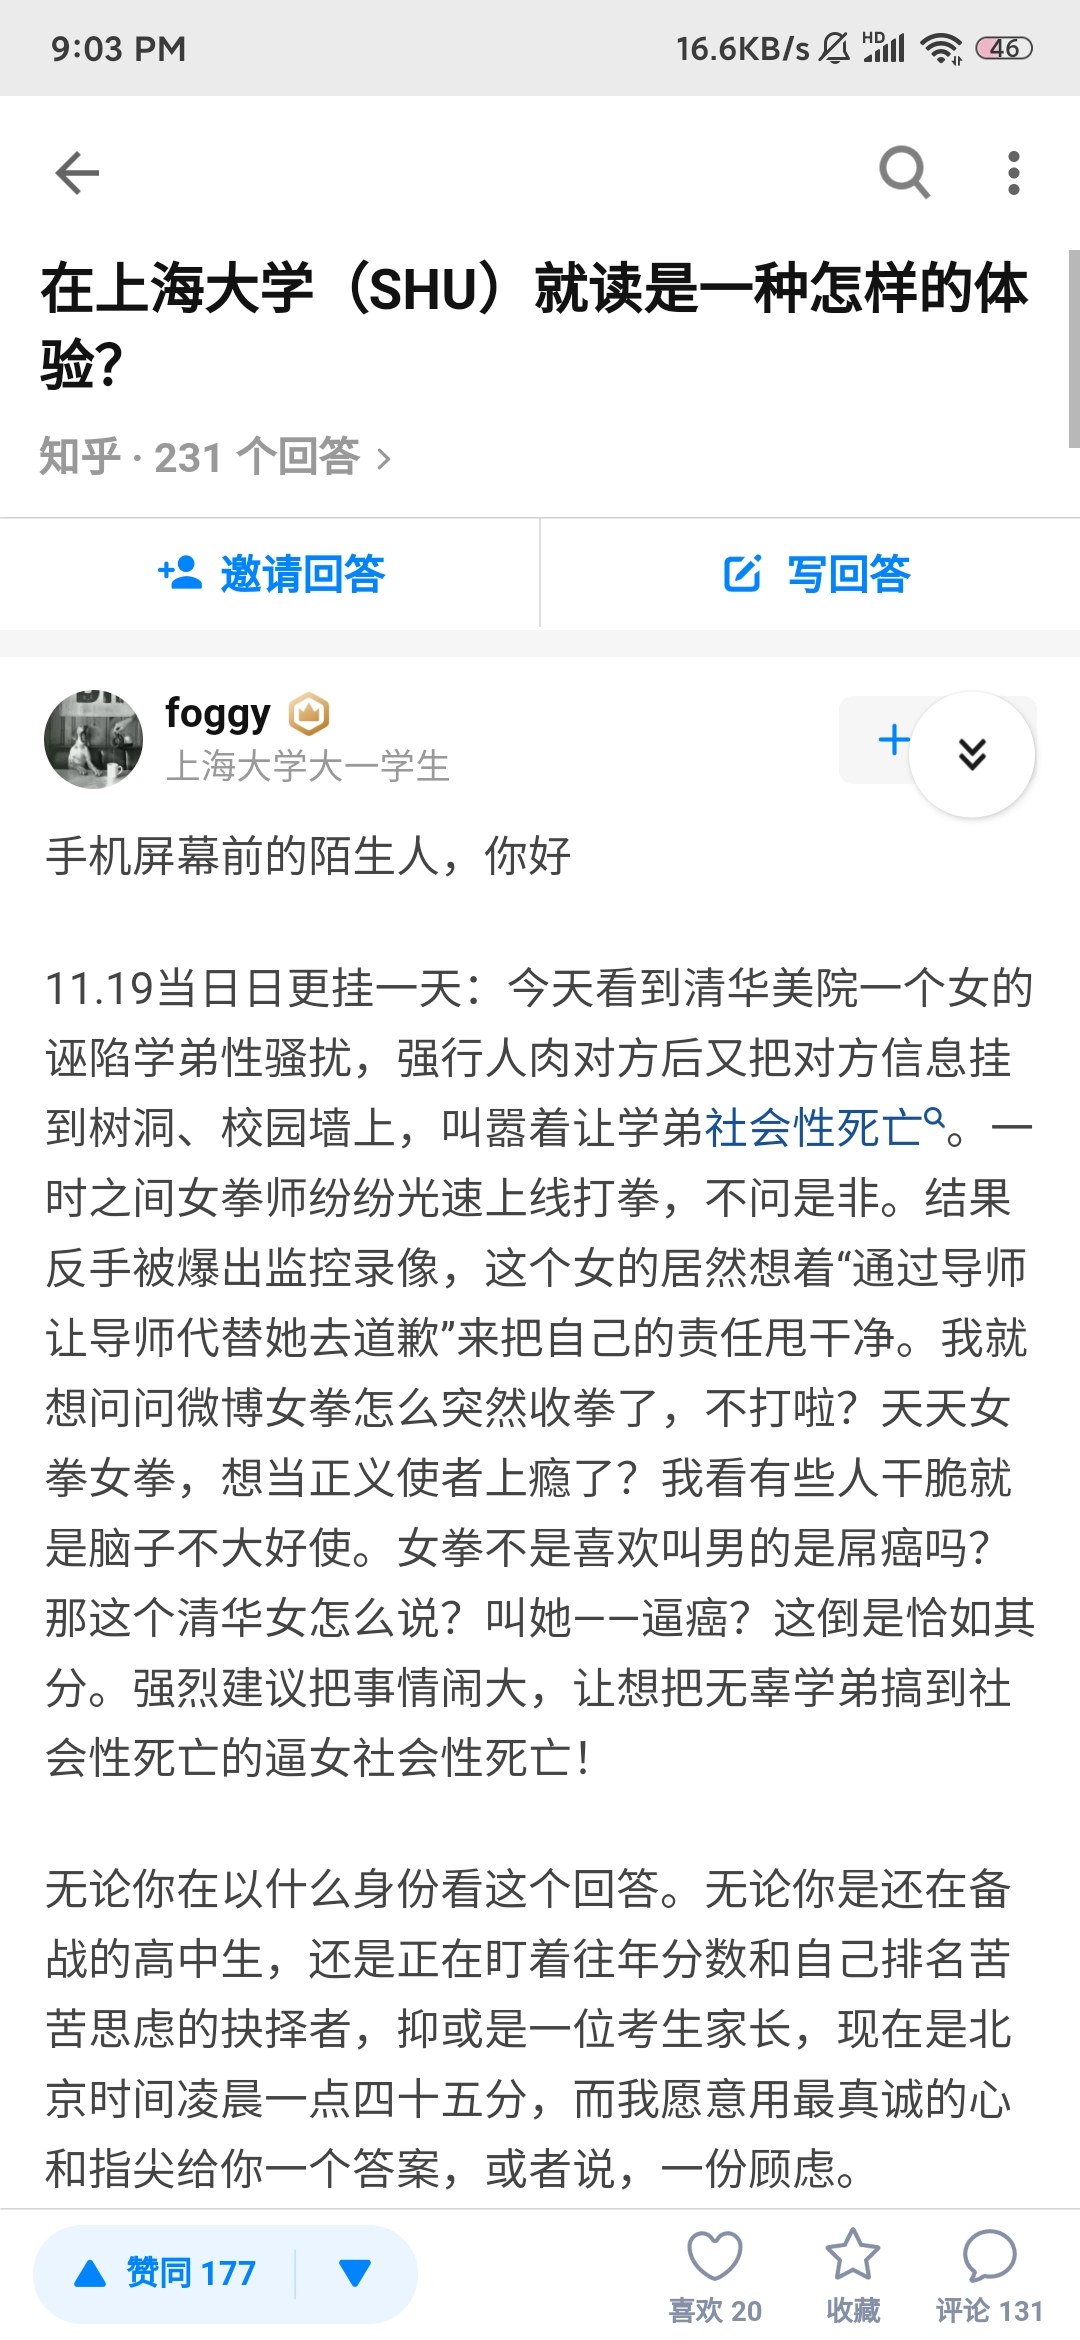 9:03 PM 16.6KB/s HD 46
在上海大学（SHU）就读是一种怎样的体
验？
知乎 · 231 个回答 >
邀请回答 写回答
foggy
上海大学大一学生
手机屏幕前的陌生人，你好
11.19当日日更挂一天：今天看到清华美院一个女的
诬陷学弟性骚扰，强行人肉对方后又把对方信息挂
到树洞、校园墙上，叫嚣着让学弟社会性死亡。一
时之间女拳师纷纷光速上线打拳，不问是非。结果
反手被爆出监控录像，这个女的居然想着“通过导师
让导师代替她去道歉”来把自己的责任甩干净。我就
想问问微博女拳怎么突然收拳了，不打啦？天天女
拳女拳，想当正义使者上瘾了？我看有些人干脆就
是脑子不大好使。女拳不是喜欢叫男的是屌癌吗？
那这个清华女怎么说？叫她——逼癌？这倒是恰如其
分。强烈建议把事情闹大，让想把无辜学弟搞到社
会性死亡的逼女社会性死亡！
无论你在以什么身份看这个回答。无论你是还在备
战的高中生，还是正在盯着往年分数和自己排名苦
苦思虑的抉择者，抑或是一位考生家长，现在是北
京时间凌晨一点四十五分，而我愿意用最真诚的心
和指尖给你一个答案，或者说，一份顾虑。
赞同 177 喜欢 20 收藏 评论 131